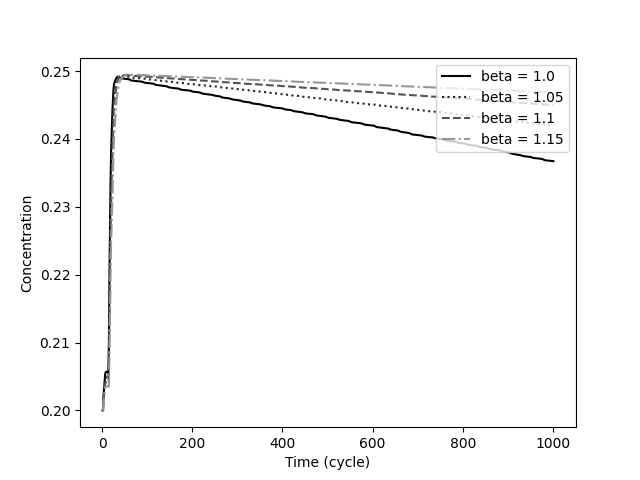 0.25
0.24
0.23
0.22
0.21
0.20
Concentration
beta = 1.0
beta = 1.05
beta = 1.1
beta = 1.15
0 200 400 600 800 1000
Time (cycle)